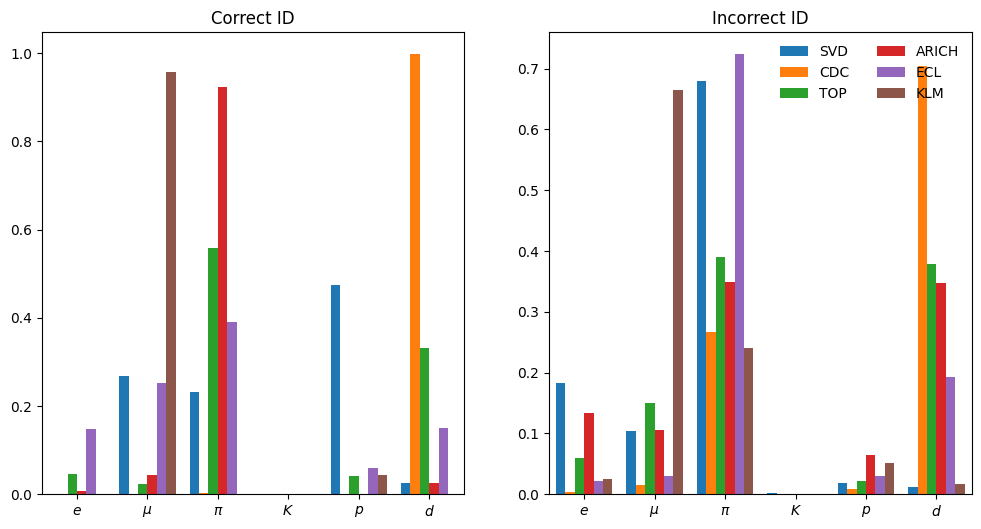 Correct ID
1.0
0.8
0.6
0.4
0.2
0.0
e μ π K p d
Incorrect ID
SVD ARICH
CDC ECL
TOP KLM
0.7
0.6
0.5
0.4
0.3
0.2
0.1
0.0
e μ π K p d